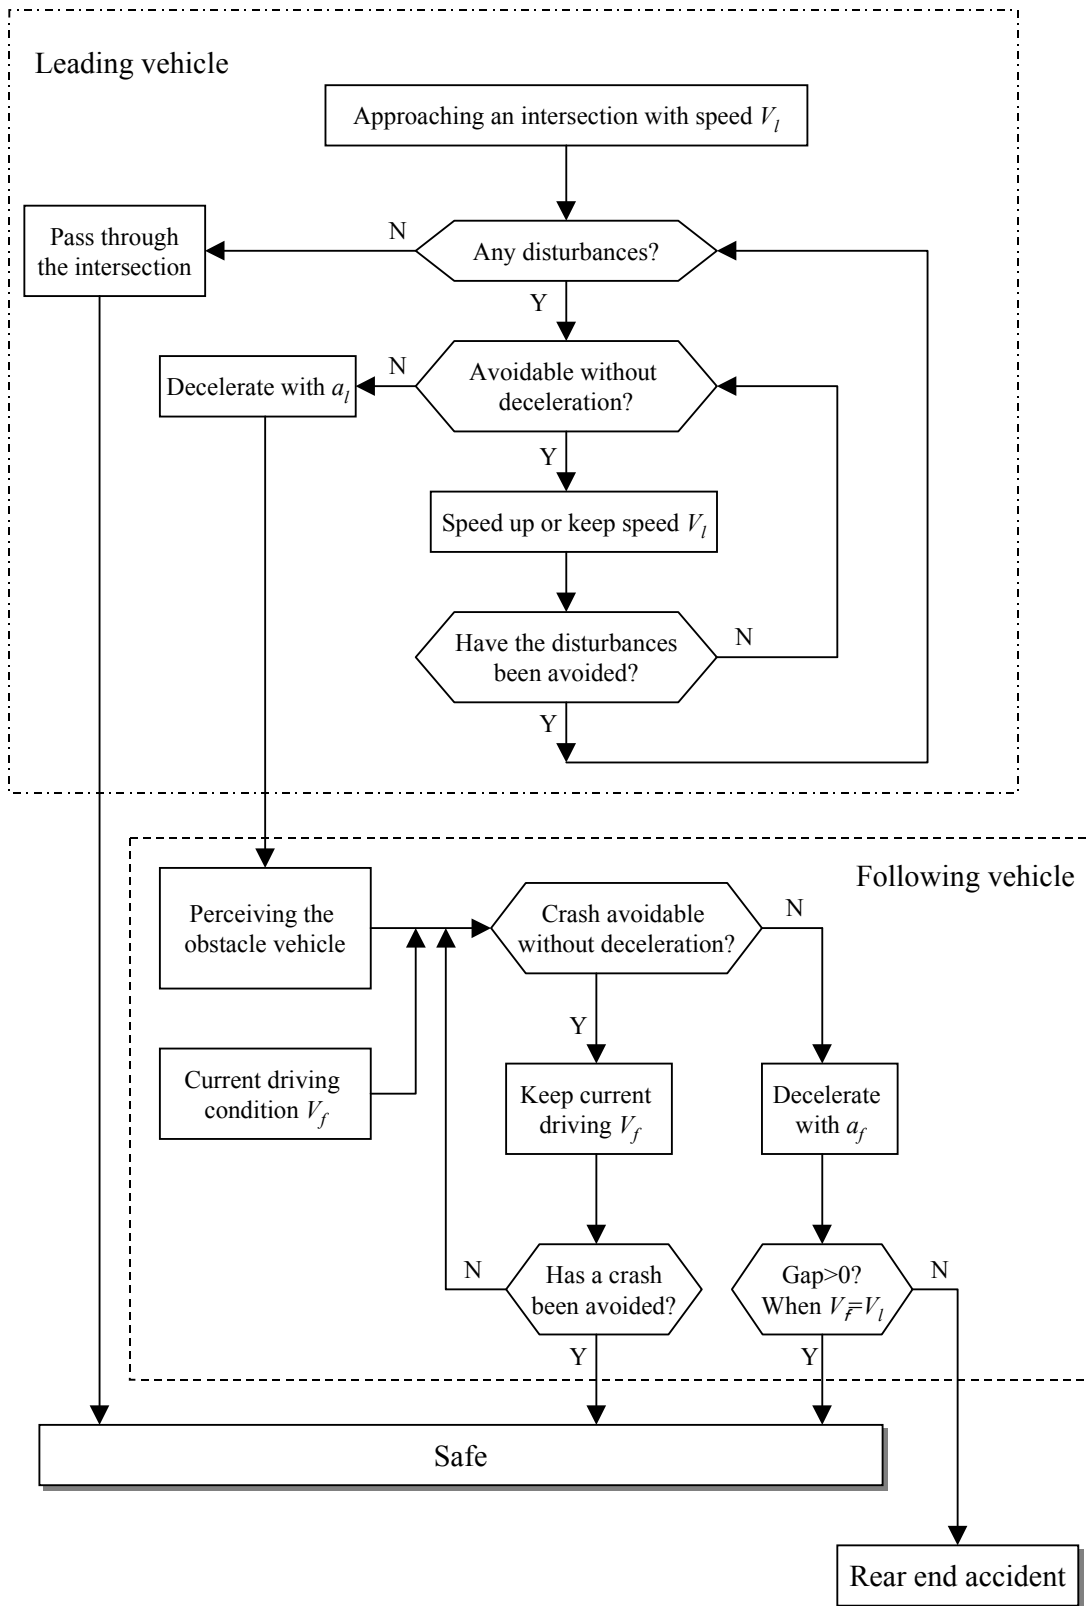 Leading vehicle
Approaching an intersection with speed V_l
Pass through
the intersection
N
Any disturbances?
Y
Decelerate with a_l
N
Avoidable without
deceleration?
Y
Speed up or keep speed V_l
Have the disturbances
been avoided?
N
Y
Following vehicle
Perceiving the
obstacle vehicle
Crash avoidable
without deceleration?
N
Y
Current driving
condition V_f
Keep current
driving V_f
Decelerate
with a_f
N
Has a crash
been avoided?
Gap>0?
When V_f=V_l
N
Y
Y
Safe
Rear end accident